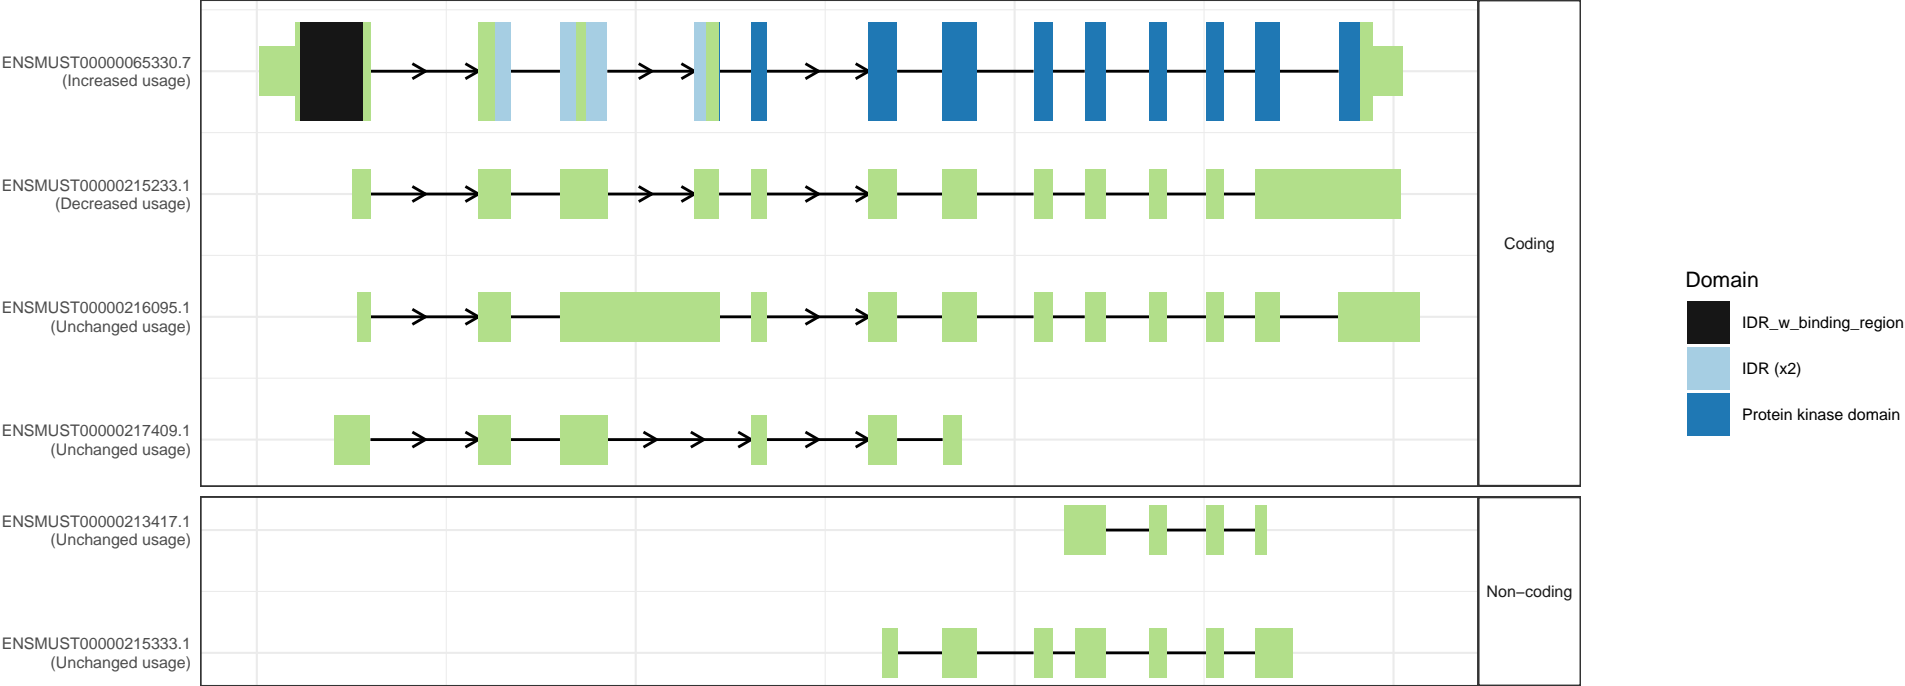 ENSMUST00000065330.7
(Increased usage)
ENSMUST00000215233.1
(Decreased usage)
ENSMUST00000216095.1
(Unchanged usage)
ENSMUST00000217409.1
(Unchanged usage)
Coding
ENSMUST00000213417.1
(Unchanged usage)
ENSMUST00000215333.1
(Unchanged usage)
Non−coding
Domain
IDR_w_binding_region
IDR (x2)
Protein kinase domain